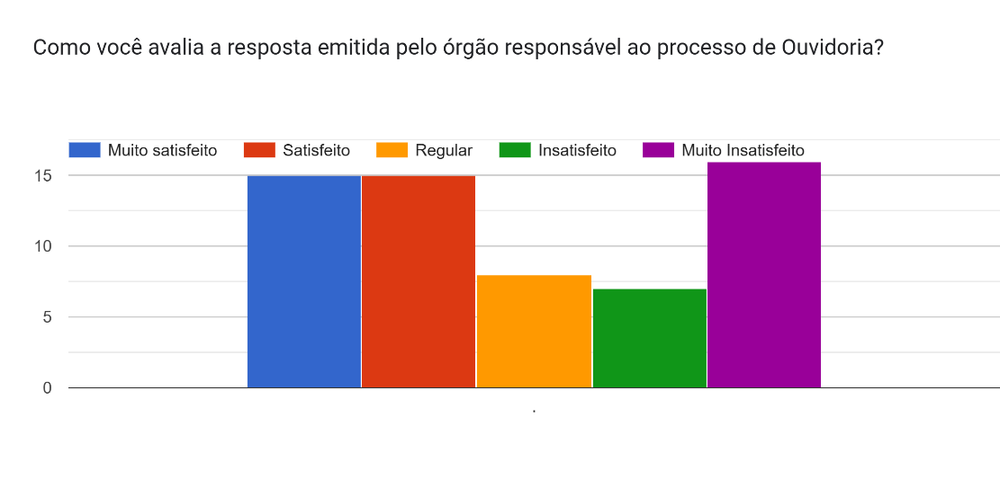 Como você avalia a resposta emitida pelo órgão responsável ao processo de Ouvidoria?
Muito satisfeito Satisfeito Regular Insatisfeito Muito Insatisfeito
15
10
5
0
.